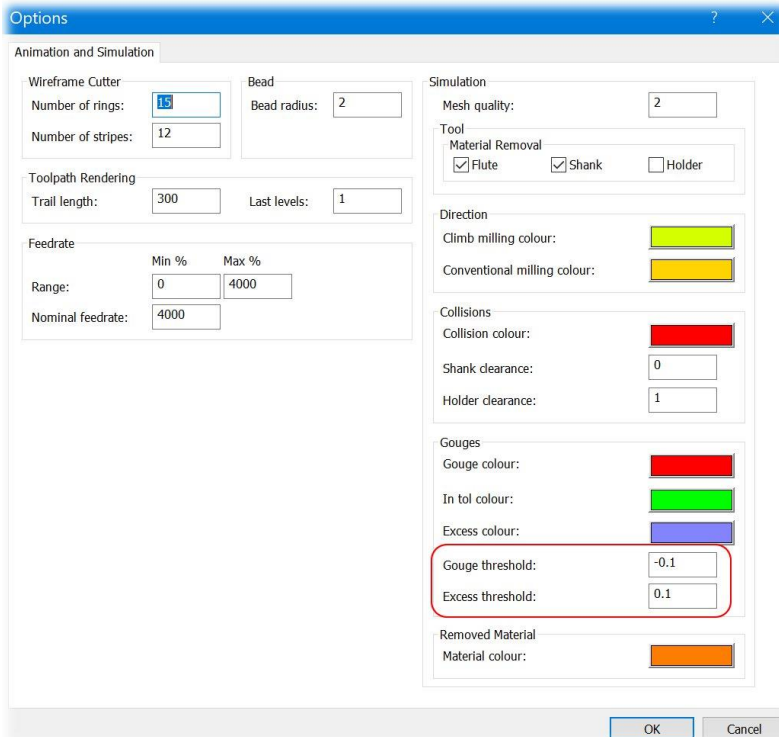 Options
?
Animation and Simulation
Wireframe Cutter
Number of rings: 15
Number of stripes: 12
Bead
Bead radius: 2
Toolpath Rendering
Trail length: 300 Last levels: 1
Feedrate
Min % Max %
Range: 0 4000
Nominal feedrate: 4000
Simulation
Mesh quality: 2
Tool
Material Removal
Flute Shank Holder
Direction
Climb milling colour:
Conventional milling colour:
Collisions
Collision colour:
Shank clearance: 0
Holder clearance: 1
Gouges
Gouge colour:
In tol colour:
Excess colour:
Gouge threshold: -0.1
Excess threshold: 0.1
Removed Material
Material colour:
OK Cancel